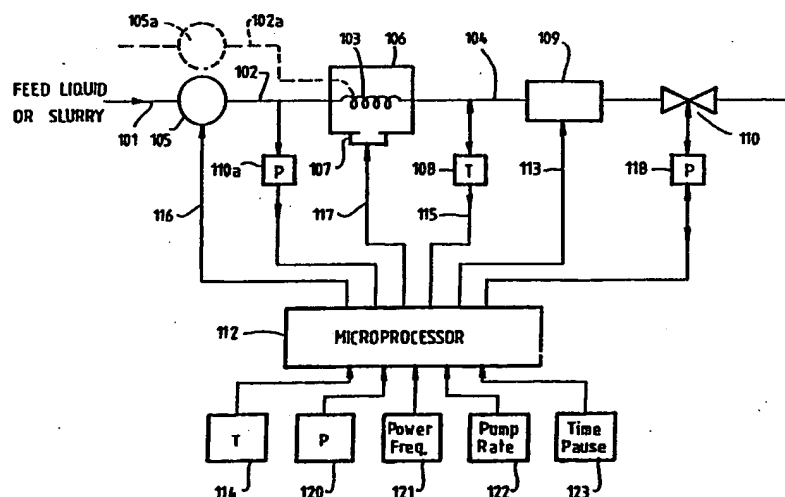 105a
102a
106
103
109
102
104
FEED LIQUID
OR SLURRY
101
105
107
110
110a
P
108
T
113
118
P
116
117
115
112
MICROPROCESSOR
T
P
Power
Freq.
Pump
Rate
Time
Pause
114
120
121
122
123